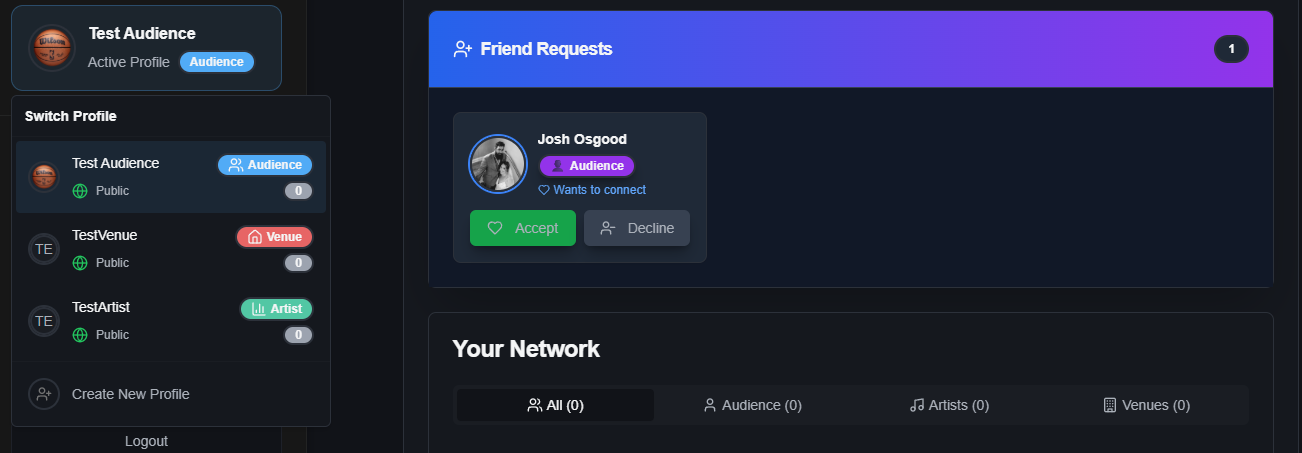 Test Audience
Active Profile Audience
Switch Profile
Test Audience Audience
Public 0
TestVenue Venue
TE
Public 0
TestArtist Artist
TE
Public 0
Create New Profile
Logout
Friend Requests 1
Josh Osgood
Audience
Wants to connect
Accept Decline
Your Network
All (0) Audience (0) Artists (0) Venues (0)